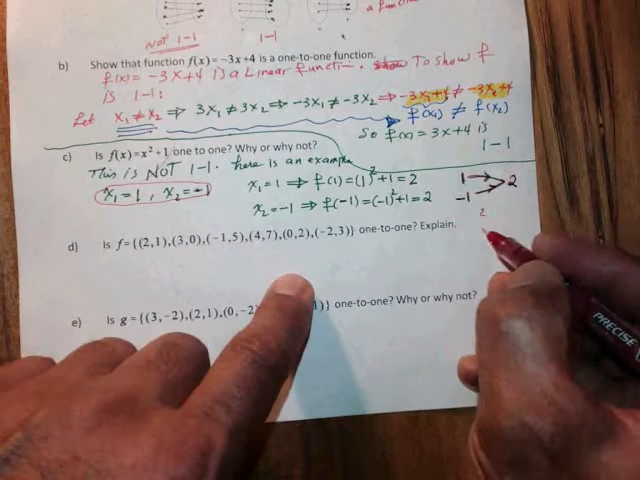 a functi
NOT 1-1
1-1
b) Show that function f(x) = −3x+4 is a one-to-one function.
f(x) = -3x+4 is a Linear function. To show f
is 1-1:
Let x₁ ≠ x₂ ⇒ 3x₁ ≠ 3x₂ ⇒ -3x₁ ≠ -3x₂ ⇒ -3x₁+4 ≠ -3x₂+4
f(x₁) ≠ f(x₂)
So f(x) = 3x+4 is
1-1
c) Is f(x) = x² + 1 one to one? Why or why not?
This is NOT 1-1. here is an example
x₁=1, x₂=-1
x₁=1 ⇒ f(1)=(1)²+1=2
x₂=-1 ⇒ f(-1)=(-1)²+1=2
1 2
-1
2
d) Is f = {(2,1),(3,0),(−1,5),(4,7),(0,2),(−2,3)} one-to-one? Explain.
e) Is g = {(3,−2),(2,1),(0,−2 1)} one-to-one? Why or why not?
PRECISE